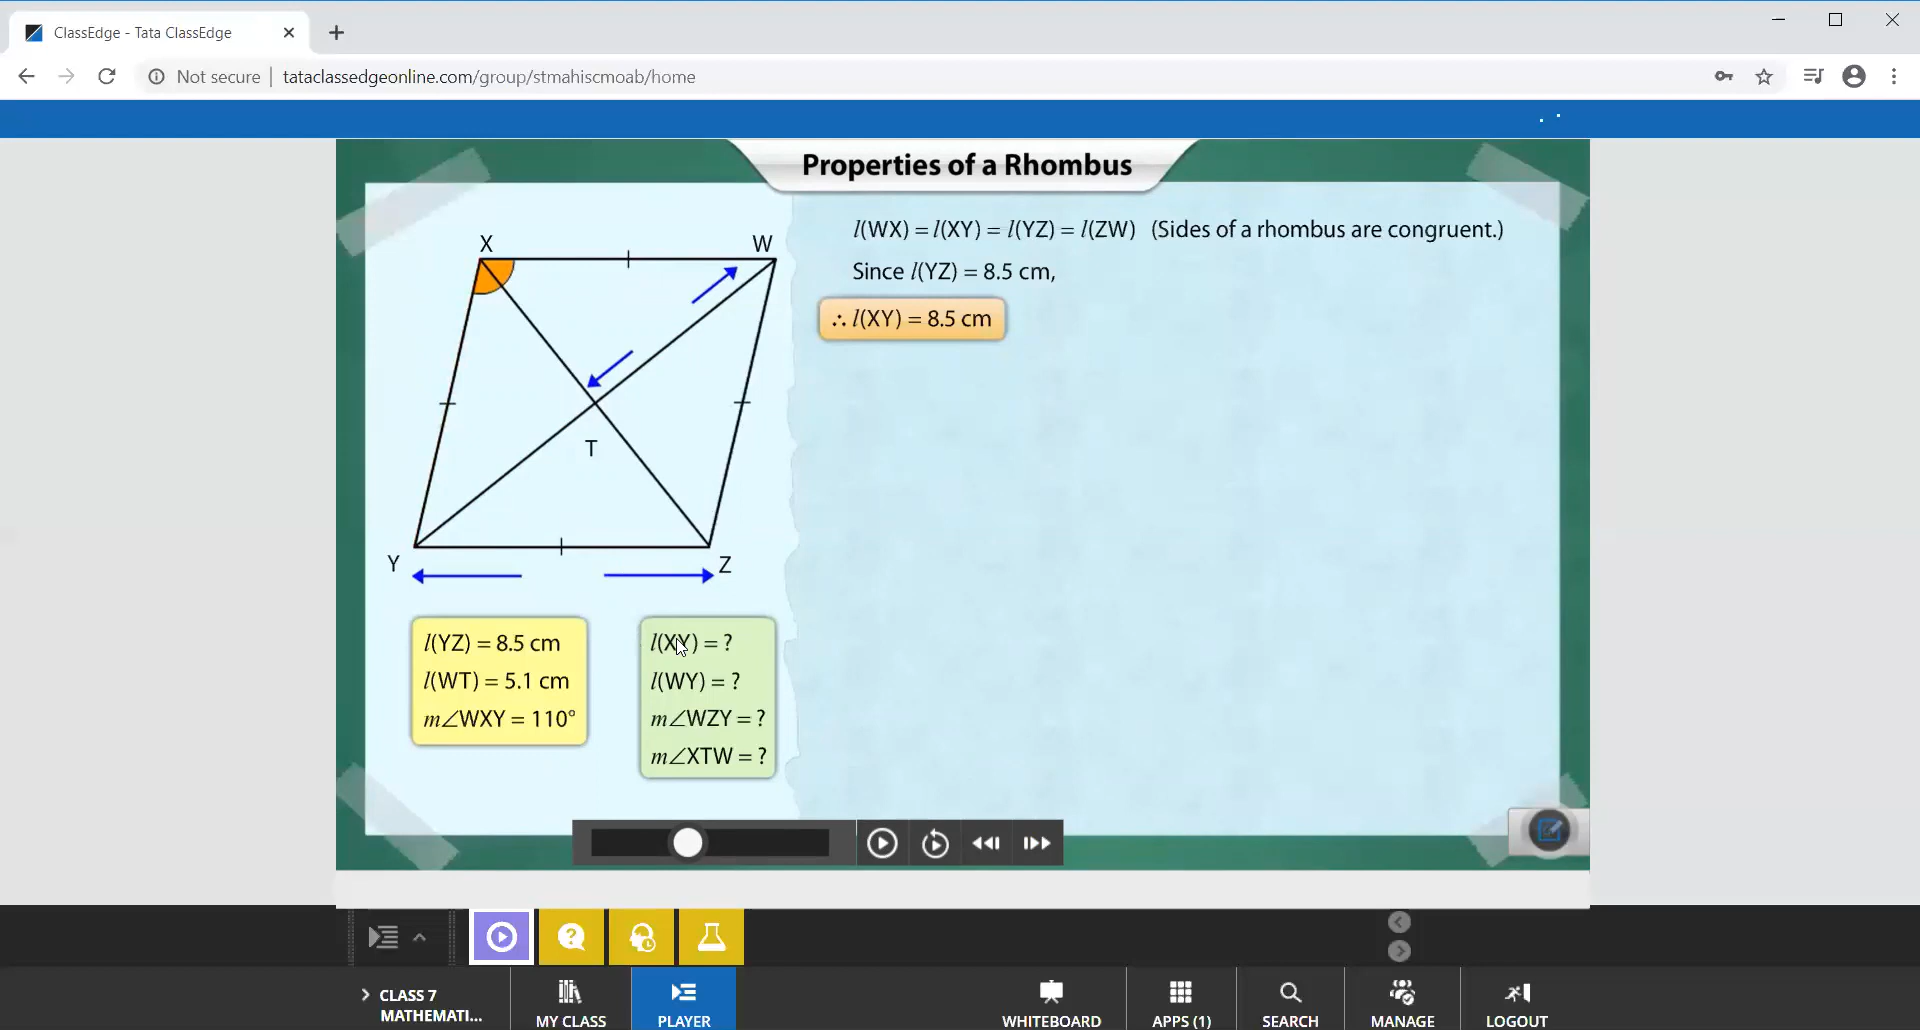 ClassEdge - Tata ClassEdge
Not secure | tataclassedgeonline.com/group/stmahiscmoab/home
Properties of a Rhombus
X
W
T
Y
Z
l(YZ) = 8.5 cm
l(WT) = 5.1 cm
m∠WXY = 110°
l(XY) = ?
l(WY) = ?
m∠WZY = ?
m∠XTW = ?
l(WX) = l(XY) = l(YZ) = l(ZW) (Sides of a rhombus are congruent.)
Since l(YZ) = 8.5 cm,
∴ l(XY) = 8.5 cm
CLASS 7
MATHEMATI...
MY CLASS
PLAYER
WHITEBOARD
APPS (1)
SEARCH
MANAGE
LOGOUT